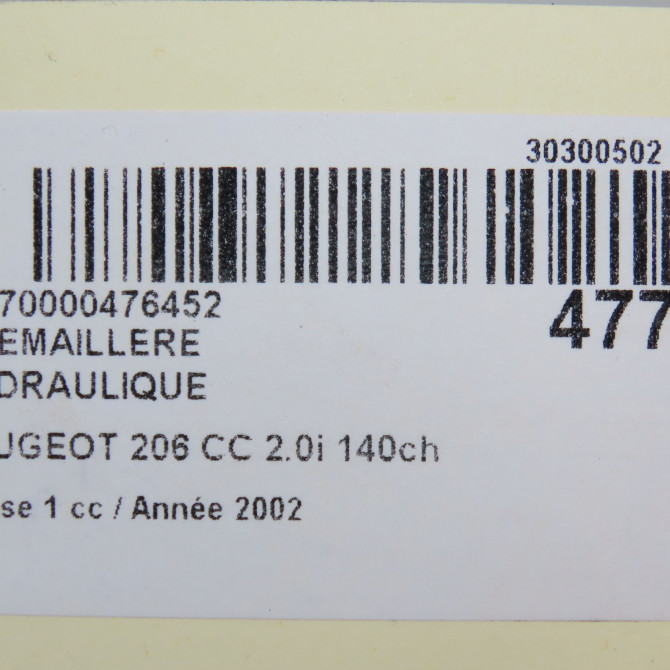 30300502
70000476452
477
EMAILLERE
DRAULIQUE
UGEOT 206 CC 2.0i 140ch
se 1 cc / Année 2002